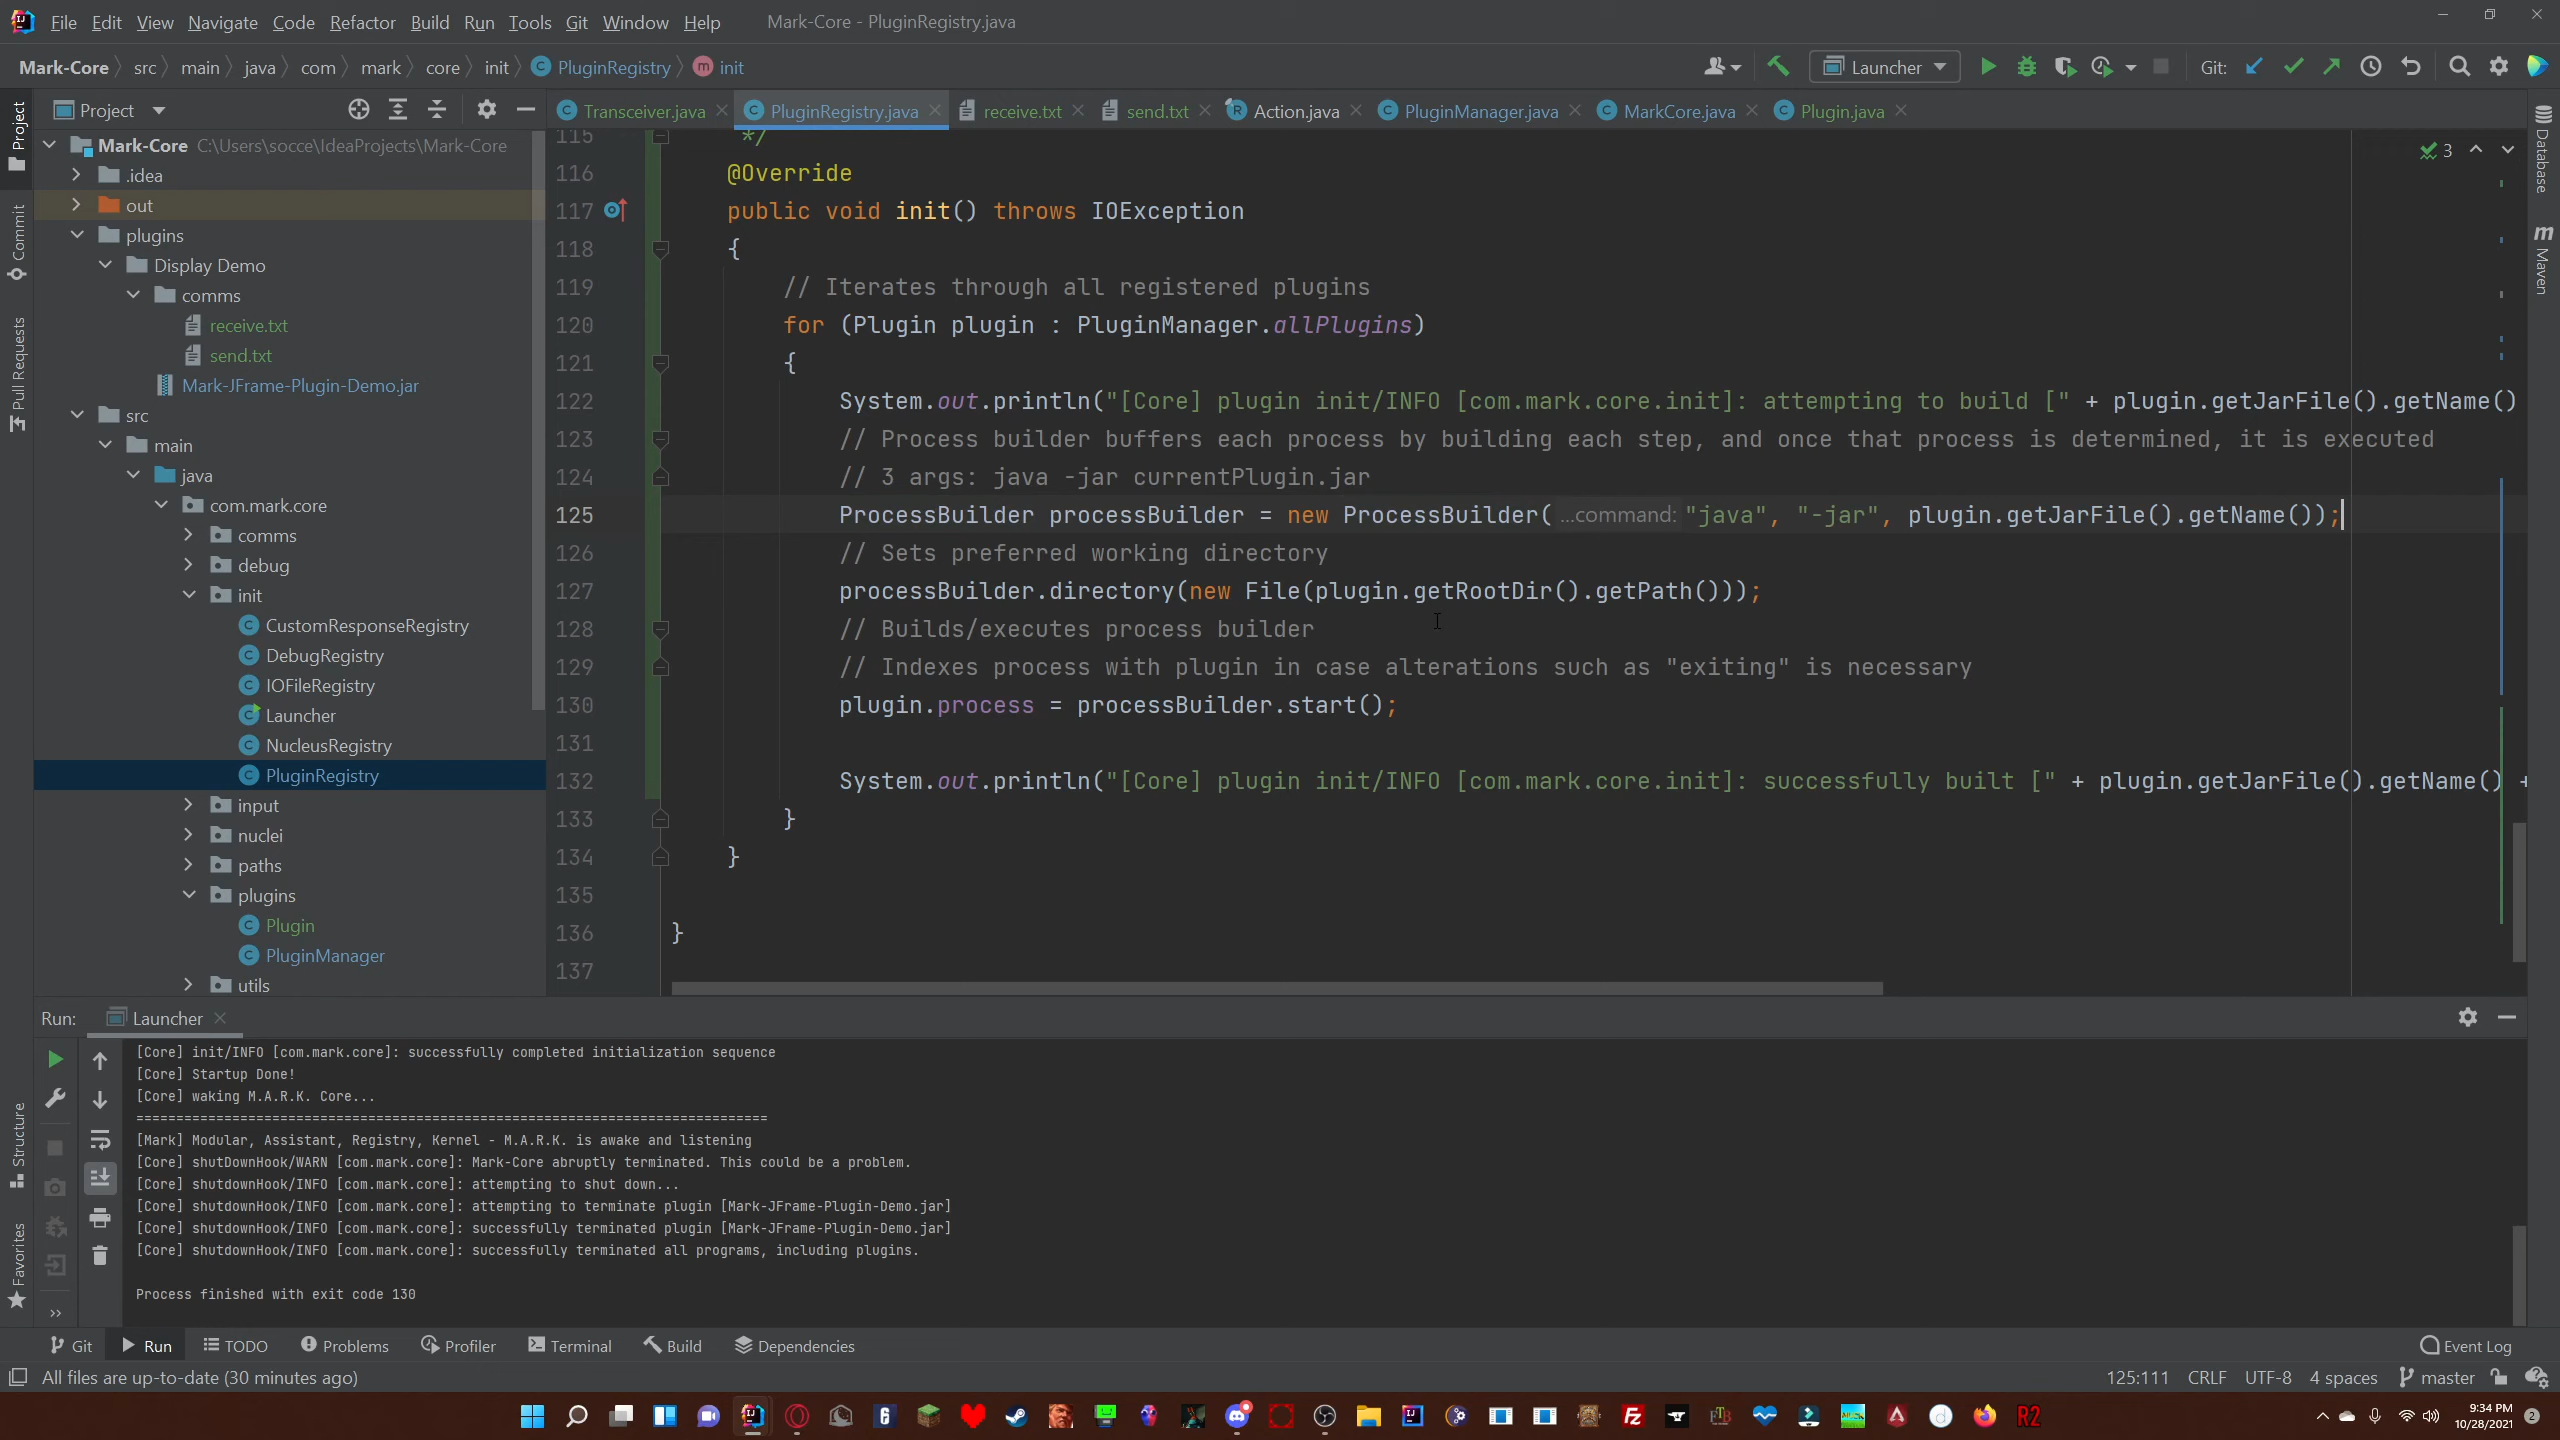 File Edit View Navigate Code Refactor Build Run Tools Git Window Help Mark-Core - PluginRegistry.java
Mark-Core src main java com mark core init PluginRegistry init Launcher Git:
Project
Transceiver.java PluginRegistry.java receive.txt send.txt Action.java PluginManager.java MarkCore.java Plugin.java
Mark-Core C:\Users\socce\IdeaProjects\Mark-Core
.idea
out
plugins
Display Demo
comms
receive.txt
send.txt
Mark-JFrame-Plugin-Demo.jar
src
main
java
com.mark.core
comms
debug
init
CustomResponseRegistry
DebugRegistry
IOFileRegistry
Launcher
NucleusRegistry
PluginRegistry
input
nuclei
paths
plugins
Plugin
PluginManager
utils
Project
Commit
Pull Requests
Structure
Favorites
115 */
116 @Override
117 public void init() throws IOException
118 {
119 // Iterates through all registered plugins
120 for (Plugin plugin : PluginManager.allPlugins)
121 {
122 System.out.println("[Core] plugin init/INFO [com.mark.core.init]: attempting to build [" + plugin.getJarFile().getName()
123 // Process builder buffers each process by building each step, and once that process is determined, it is executed
124 // 3 args: java -jar currentPlugin.jar
125 ProcessBuilder processBuilder = new ProcessBuilder( ...command: "java", "-jar", plugin.getJarFile().getName());
126 // Sets preferred working directory
127 processBuilder.directory(new File(plugin.getRootDir().getPath()));
128 // Builds/executes process builder
129 // Indexes process with plugin in case alterations such as "exiting" is necessary
130 plugin.process = processBuilder.start();
131
132 System.out.println("[Core] plugin init/INFO [com.mark.core.init]: successfully built [" + plugin.getJarFile().getName() +
133 }
134 }
135
136 }
137
3
Database
m
Maven
Run: Launcher
[Core] init/INFO [com.mark.core]: successfully completed initialization sequence
[Core] Startup Done!
[Core] waking M.A.R.K. Core...
===============================================================================
[Mark] Modular, Assistant, Registry, Kernel - M.A.R.K. is awake and listening
[Core] shutDownHook/WARN [com.mark.core]: Mark-Core abruptly terminated. This could be a problem.
[Core] shutdownHook/INFO [com.mark.core]: attempting to shut down...
[Core] shutdownHook/INFO [com.mark.core]: attempting to terminate plugin [Mark-JFrame-Plugin-Demo.jar]
[Core] shutdownHook/INFO [com.mark.core]: successfully terminated plugin [Mark-JFrame-Plugin-Demo.jar]
[Core] shutdownHook/INFO [com.mark.core]: successfully terminated all programs, including plugins.
Process finished with exit code 130
Git Run TODO Problems Profiler Terminal Build Dependencies Event Log
All files are up-to-date (30 minutes ago) 125:111 CRLF UTF-8 4 spaces master
R2
9:34 PM
10/28/2021
2